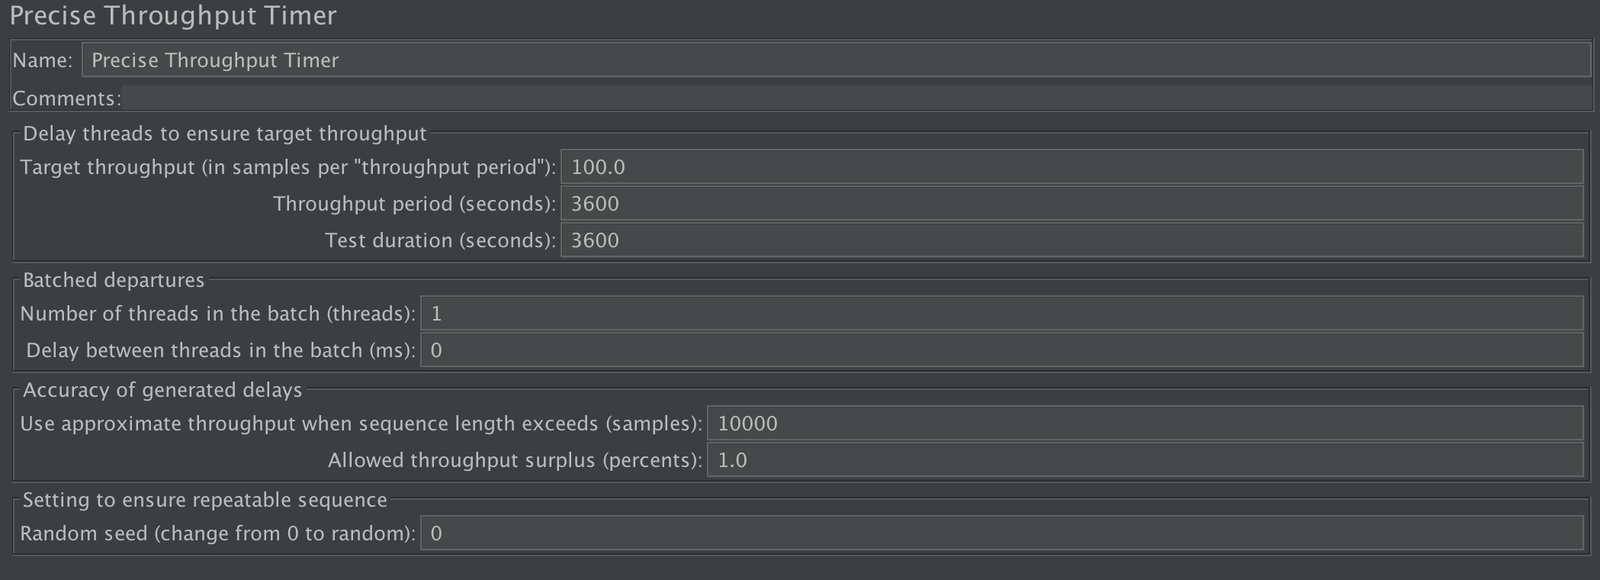 Precise Throughput Timer
Name: Precise Throughput Timer
Comments:
Delay threads to ensure target throughput
Target throughput (in samples per "throughput period"): 100.0
Throughput period (seconds): 3600
Test duration (seconds): 3600
Batched departures
Number of threads in the batch (threads): 1
Delay between threads in the batch (ms): 0
Accuracy of generated delays
Use approximate throughput when sequence length exceeds (samples): 10000
Allowed throughput surplus (percents): 1.0
Setting to ensure repeatable sequence
Random seed (change from 0 to random): 0